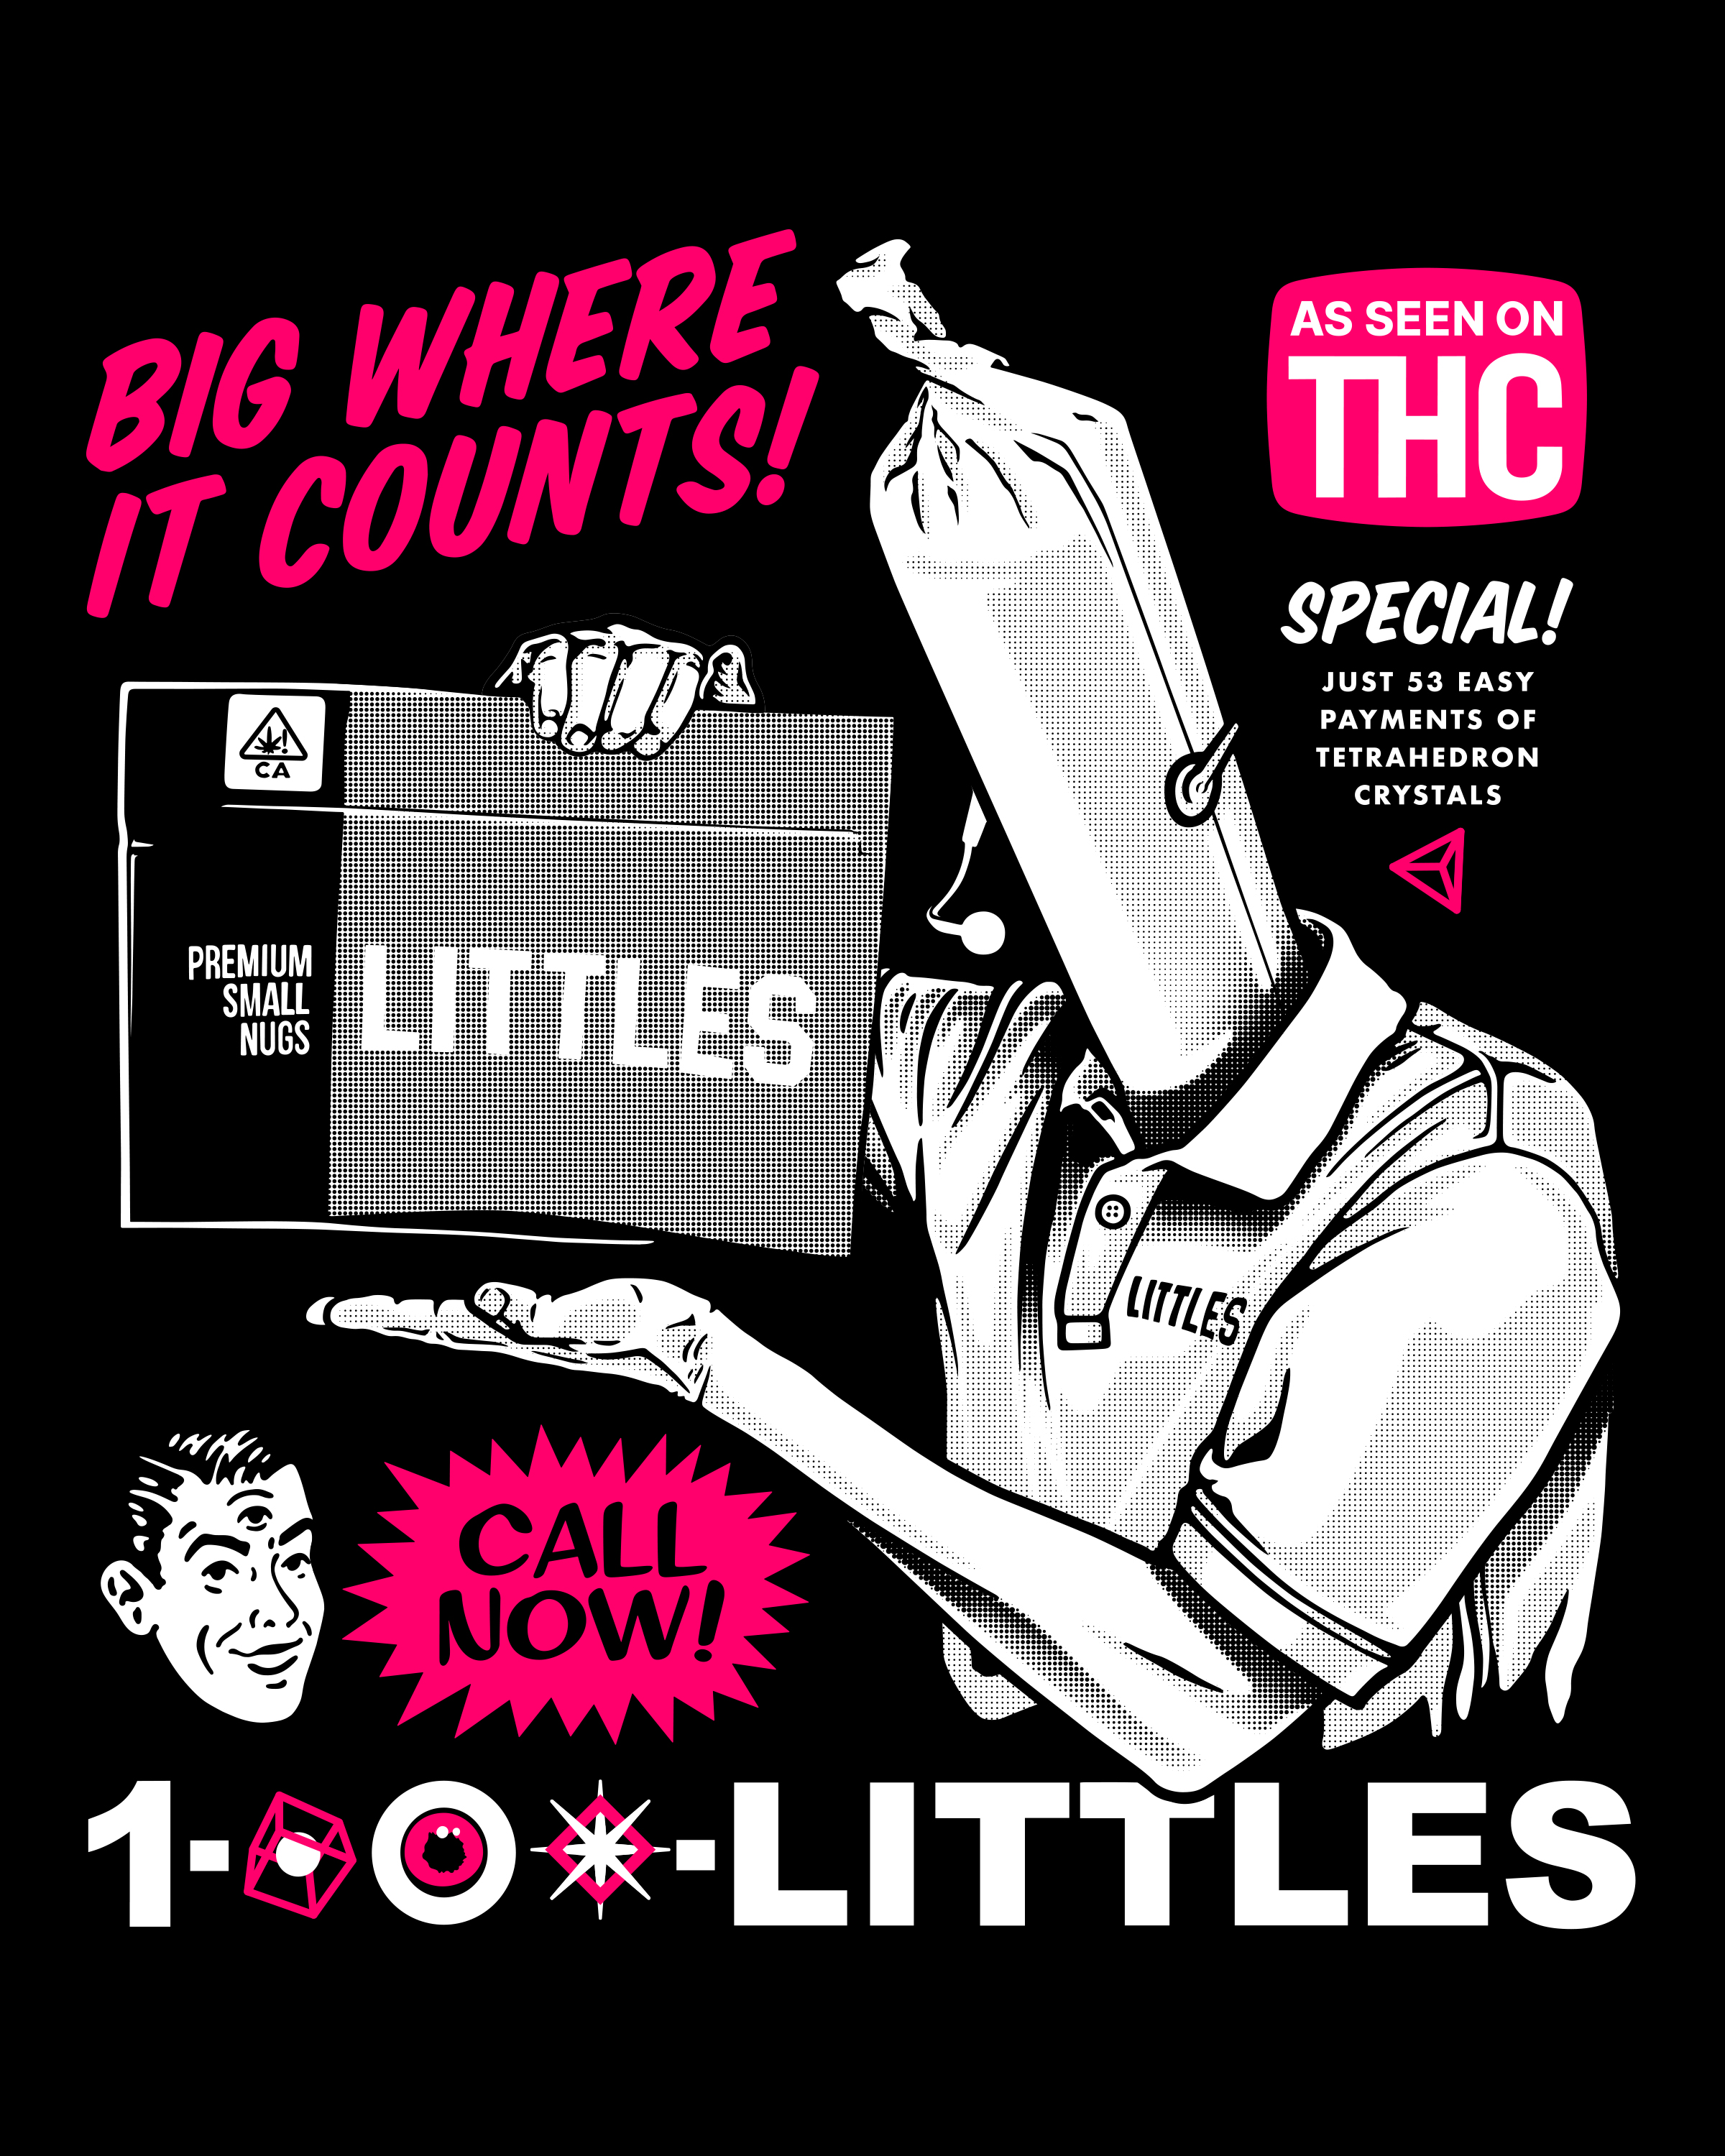 BIG WHERE
IT COUNTS!
AS SEEN ON
THC
SPECIAL!
JUST 53 EASY
PAYMENTS OF
TETRAHEDRON
CRYSTALS
CA
PREMIUM
SMALL
NUGS
LITTLES
LITTLES
CALL
NOW!
1-O-LITTLES